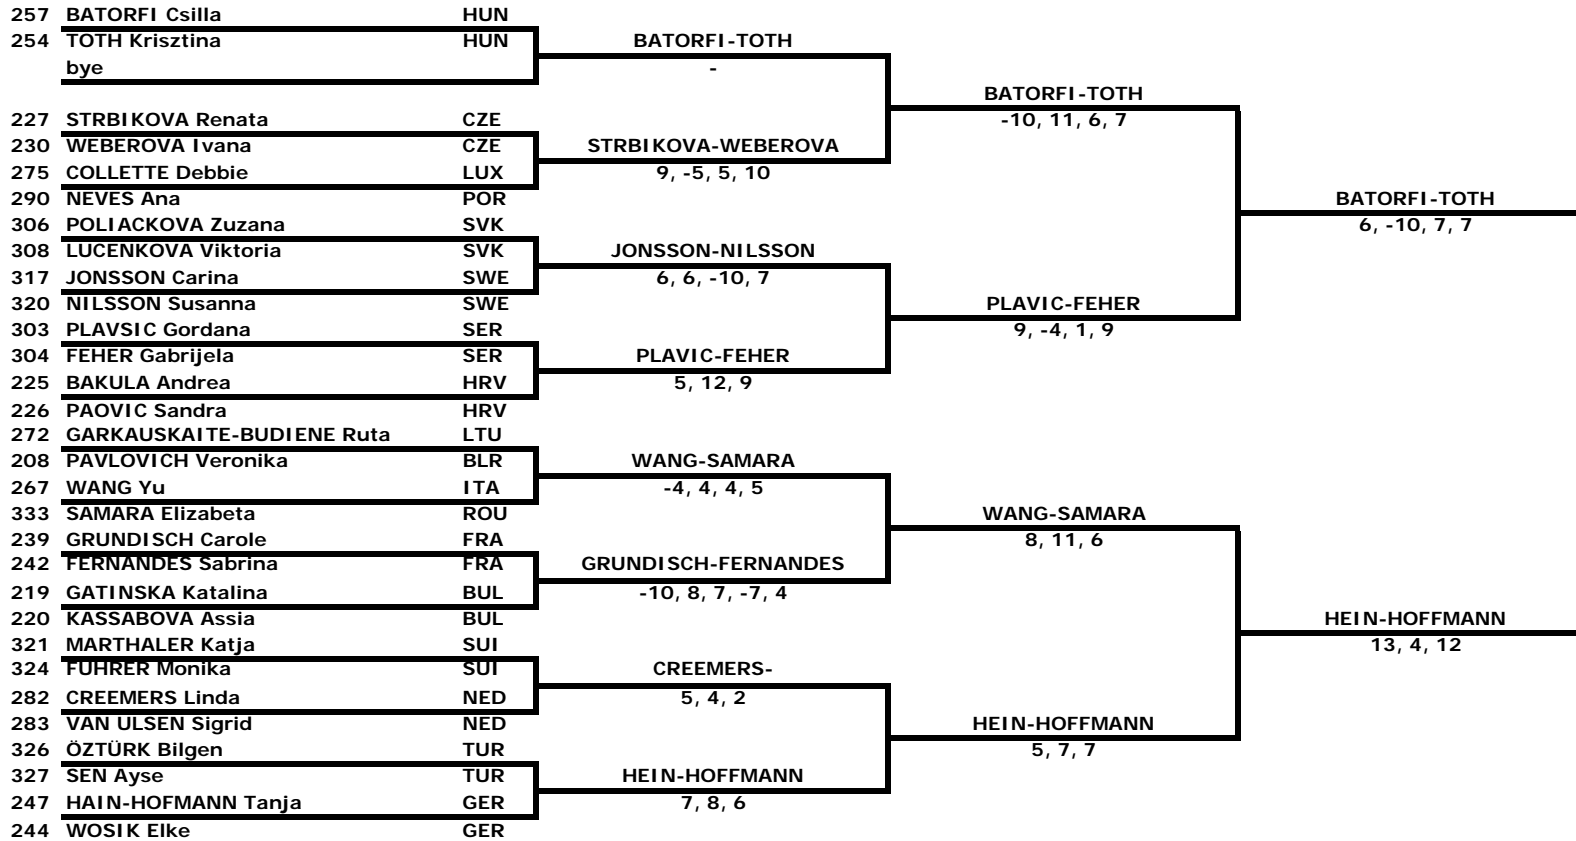 257 BATORFI Csilla HUN
254 TOTH Krisztina HUN BATORFI-TOTH
bye -
BATORFI-TOTH
227 STRBIKOVA Renata CZE -10, 11, 6, 7
230 WEBEROVA Ivana CZE STRBIKOVA-WEBEROVA
275 COLLETTE Debbie LUX 9, -5, 5, 10
290 NEVES Ana POR BATORFI-TOTH
306 POLIACKOVA Zuzana SVK 6, -10, 7, 7
308 LUCENKOVA Viktoria SVK JONSSON-NILSSON
317 JONSSON Carina SWE 6, 6, -10, 7
320 NILSSON Susanna SWE PLAVIC-FEHER
303 PLAVSIC Gordana SER 9, -4, 1, 9
304 FEHER Gabrijela SER PLAVIC-FEHER
225 BAKULA Andrea HRV 5, 12, 9
226 PAOVIC Sandra HRV
272 GARKAUSKAITE-BUDIENE Ruta LTU
208 PAVLOVICH Veronika BLR WANG-SAMARA
267 WANG Yu ITA -4, 4, 4, 5
333 SAMARA Elizabeta ROU WANG-SAMARA
239 GRUNDISCH Carole FRA 8, 11, 6
242 FERNANDES Sabrina FRA GRUNDISCH-FERNANDES
219 GATINSKA Katalina BUL -10, 8, 7, -7, 4
220 KASSABOVA Assia BUL HEIN-HOFFMANN
321 MARTHALER Katja SUI 13, 4, 12
324 FÜHRER Monika SUI CREEMERS-
282 CREEMERS Linda NED 5, 4, 2
283 VAN ULSEN Sigrid NED HEIN-HOFFMANN
326 ÖZTÜRK Bilgen TUR 5, 7, 7
327 SEN Ayse TUR HEIN-HOFFMANN
247 HAIN-HOFMANN Tanja GER 7, 8, 6
244 WOSIK Elke GER